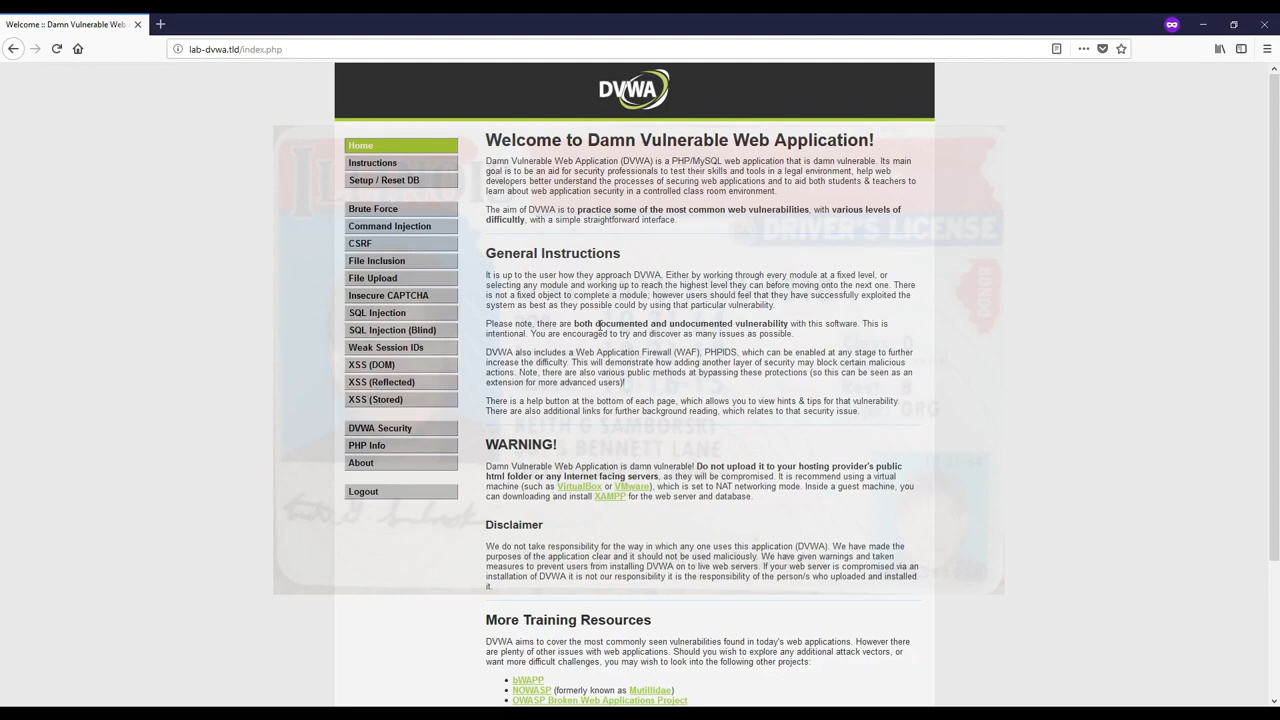 Welcome :: Damn Vulnerable Web
lab-dvwa.tld/index.php
DVWA
Home
Instructions
Setup / Reset DB
Brute Force
Command Injection
CSRF
File Inclusion
File Upload
Insecure CAPTCHA
SQL Injection
SQL Injection (Blind)
Weak Session IDs
XSS (DOM)
XSS (Reflected)
XSS (Stored)
DVWA Security
PHP Info
About
Logout
Welcome to Damn Vulnerable Web Application!
Damn Vulnerable Web Application (DVWA) is a PHP/MySQL web application that is damn vulnerable. Its main
goal is to be an aid for security professionals to test their skills and tools in a legal environment, help web
developers better understand the processes of securing web applications and to aid both students & teachers to
learn about web application security in a controlled class room environment.
The aim of DVWA is to practice some of the most common web vulnerabilities, with various levels of
difficultly, with a simple straightforward interface.
General Instructions
It is up to the user how they approach DVWA. Either by working through every module at a fixed level, or
selecting any module and working up to reach the highest level they can before moving onto the next one. There
is not a fixed object to complete a module; however users should feel that they have successfully exploited the
system as best as they possible could by using that particular vulnerability.
Please note, there are both documented and undocumented vulnerability with this software. This is
intentional. You are encouraged to try and discover as many issues as possible.
DVWA also includes a Web Application Firewall (WAF), PHPIDS, which can be enabled at any stage to further
increase the difficulty. This will demonstrate how adding another layer of security may block certain malicious
actions. Note, there are also various public methods at bypassing these protections (so this can be seen as an
extension for more advanced users)!
There is a help button at the bottom of each page, which allows you to view hints & tips for that vulnerability.
There are also additional links for further background reading, which relates to that security issue.
WARNING!
Damn Vulnerable Web Application is damn vulnerable! Do not upload it to your hosting provider's public
html folder or any Internet facing servers, as they will be compromised. It is recommend using a virtual
machine (such as VirtualBox or VMware), which is set to NAT networking mode. Inside a guest machine, you
can downloading and install XAMPP for the web server and database.
Disclaimer
We do not take responsibility for the way in which any one uses this application (DVWA). We have made the
purposes of the application clear and it should not be used maliciously. We have given warnings and taken
measures to prevent users from installing DVWA on to live web servers. If your web server is compromised via an
installation of DVWA it is not our responsibility it is the responsibility of the person/s who uploaded and installed
it.
More Training Resources
DVWA aims to cover the most commonly seen vulnerabilities found in today's web applications. However there
are plenty of other issues with web applications. Should you wish to explore any additional attack vectors, or
want more difficult challenges, you may wish to look into the following other projects:
bWAPP
NOWASP (formerly known as Mutillidae)
OWASP Broken Web Applications Project
DRIVER'S LICENSE
DONOR
KEITH G SAMBORSKI
BENNETT LANE